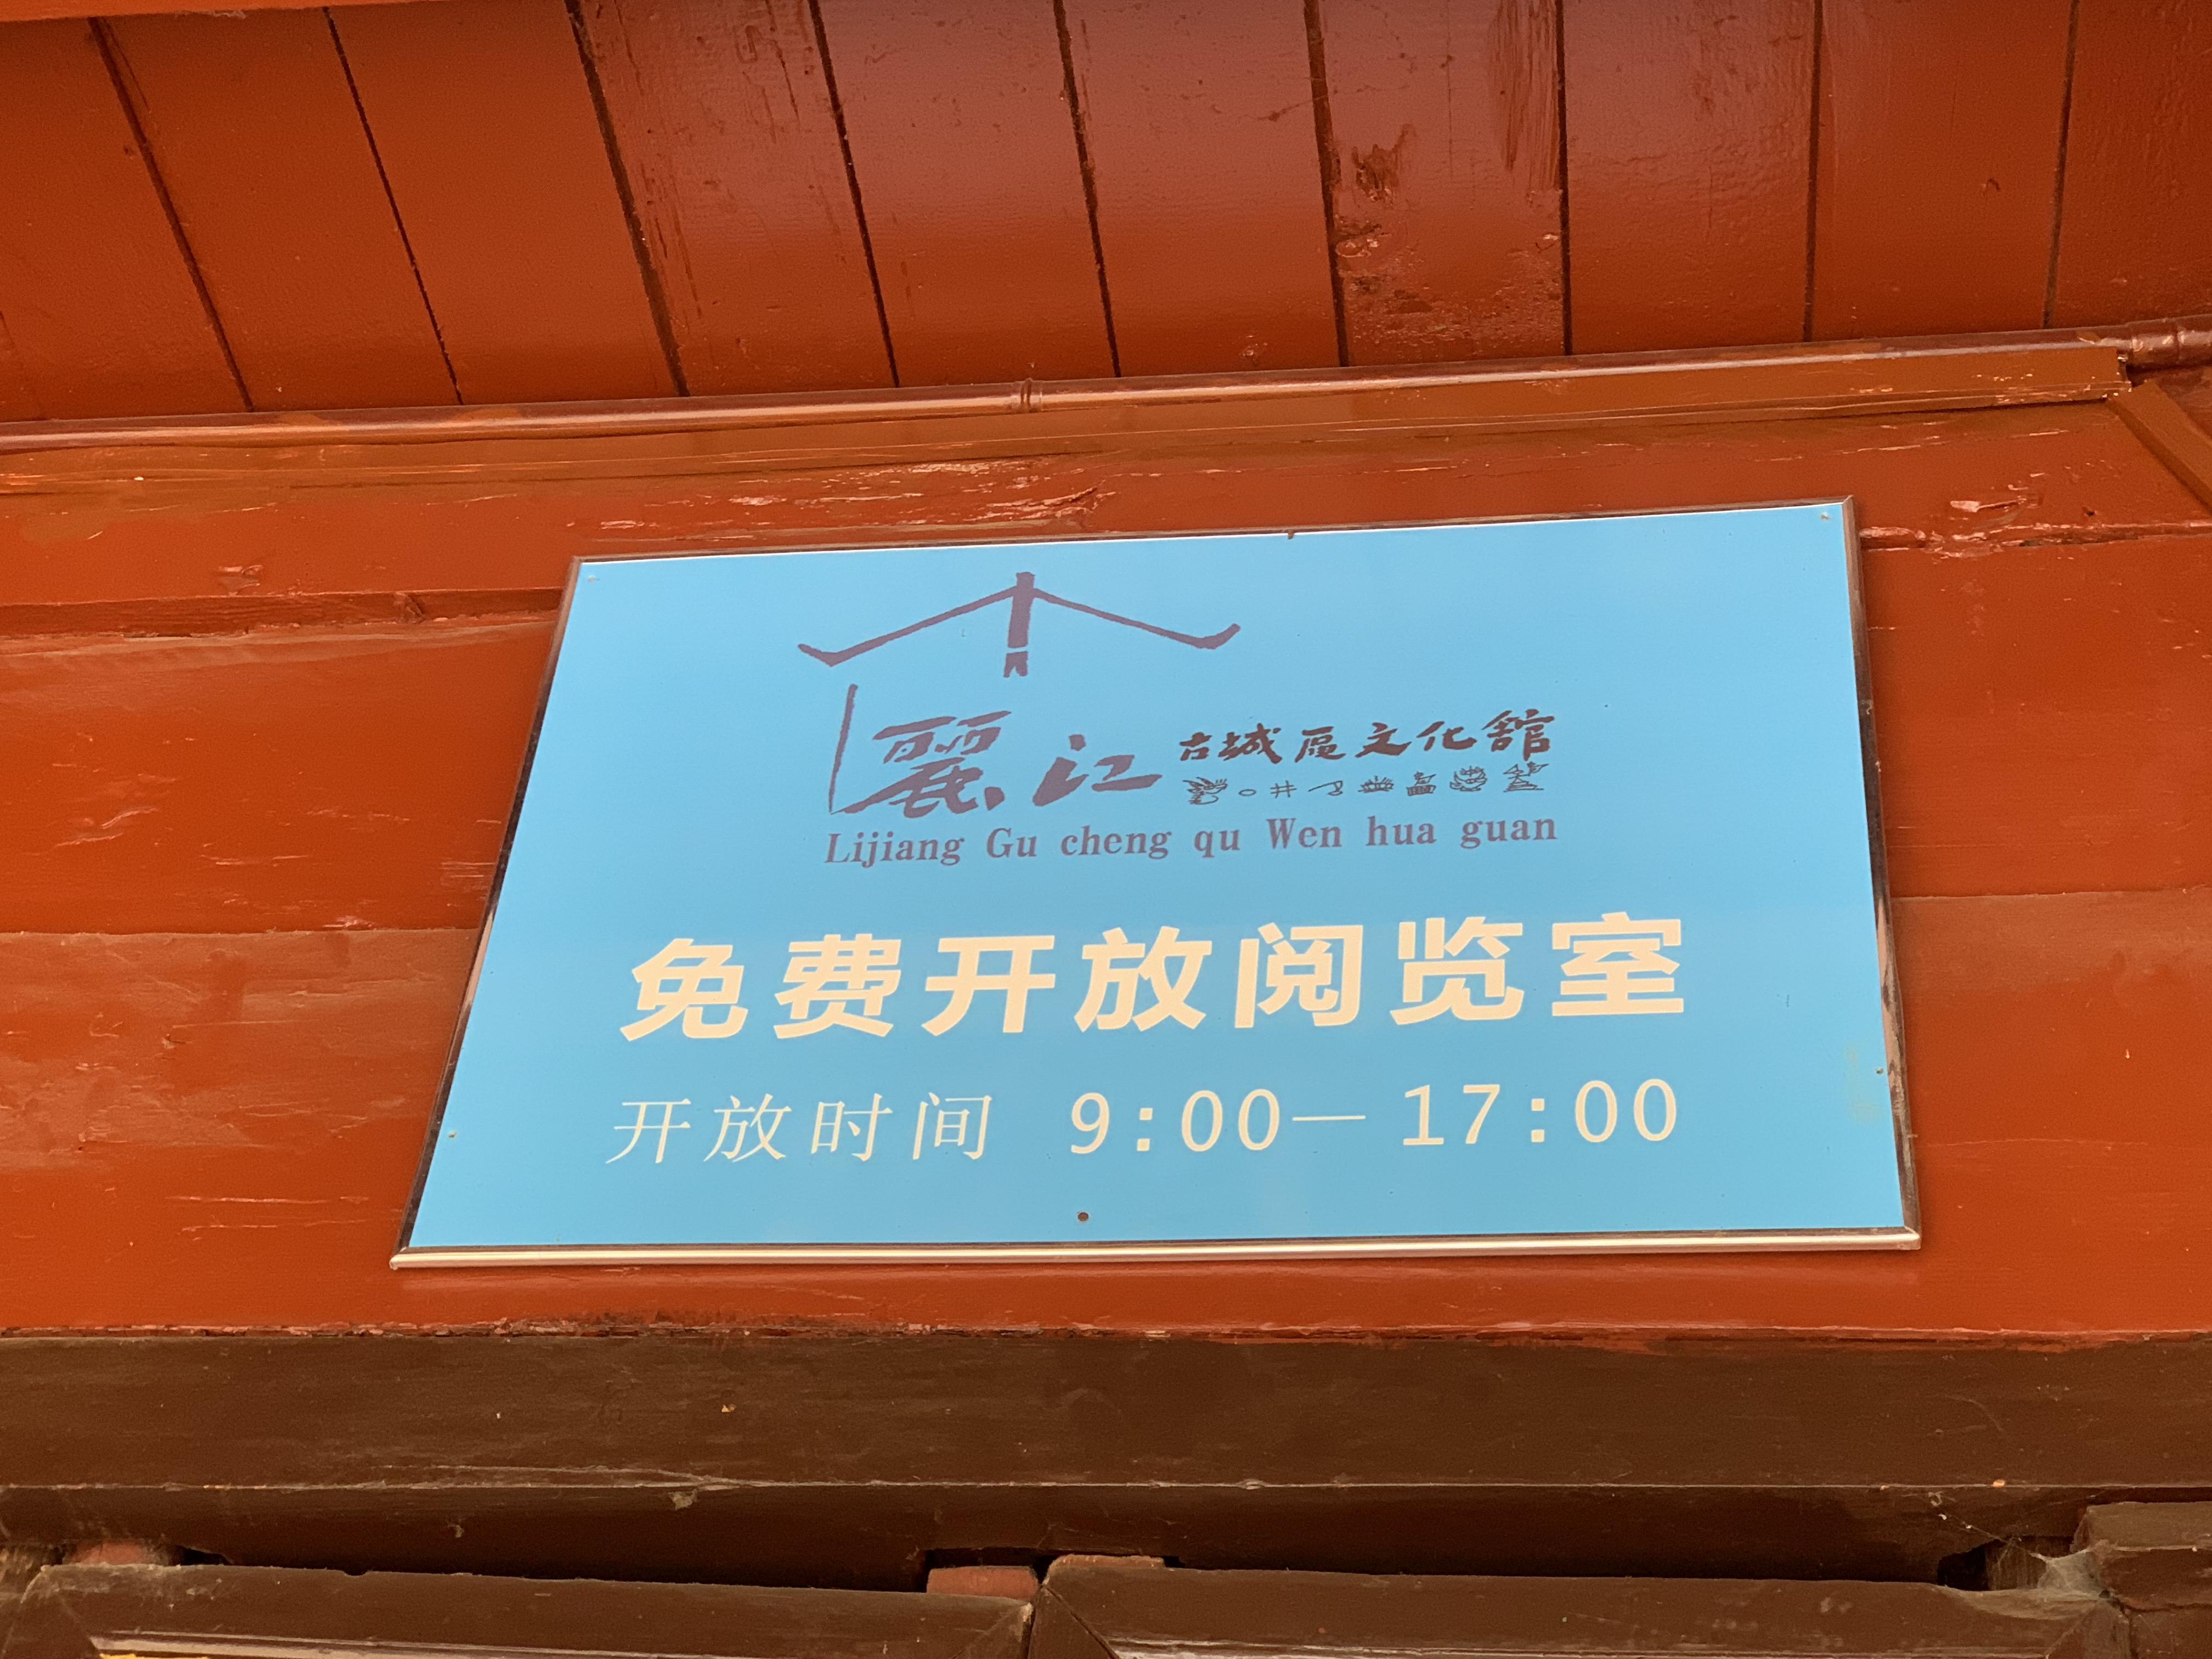 麗江 古城區文化館
Lijiang Gu cheng qu Wen hua guan
免费开放阅览室
开放时间 9:00—17:00